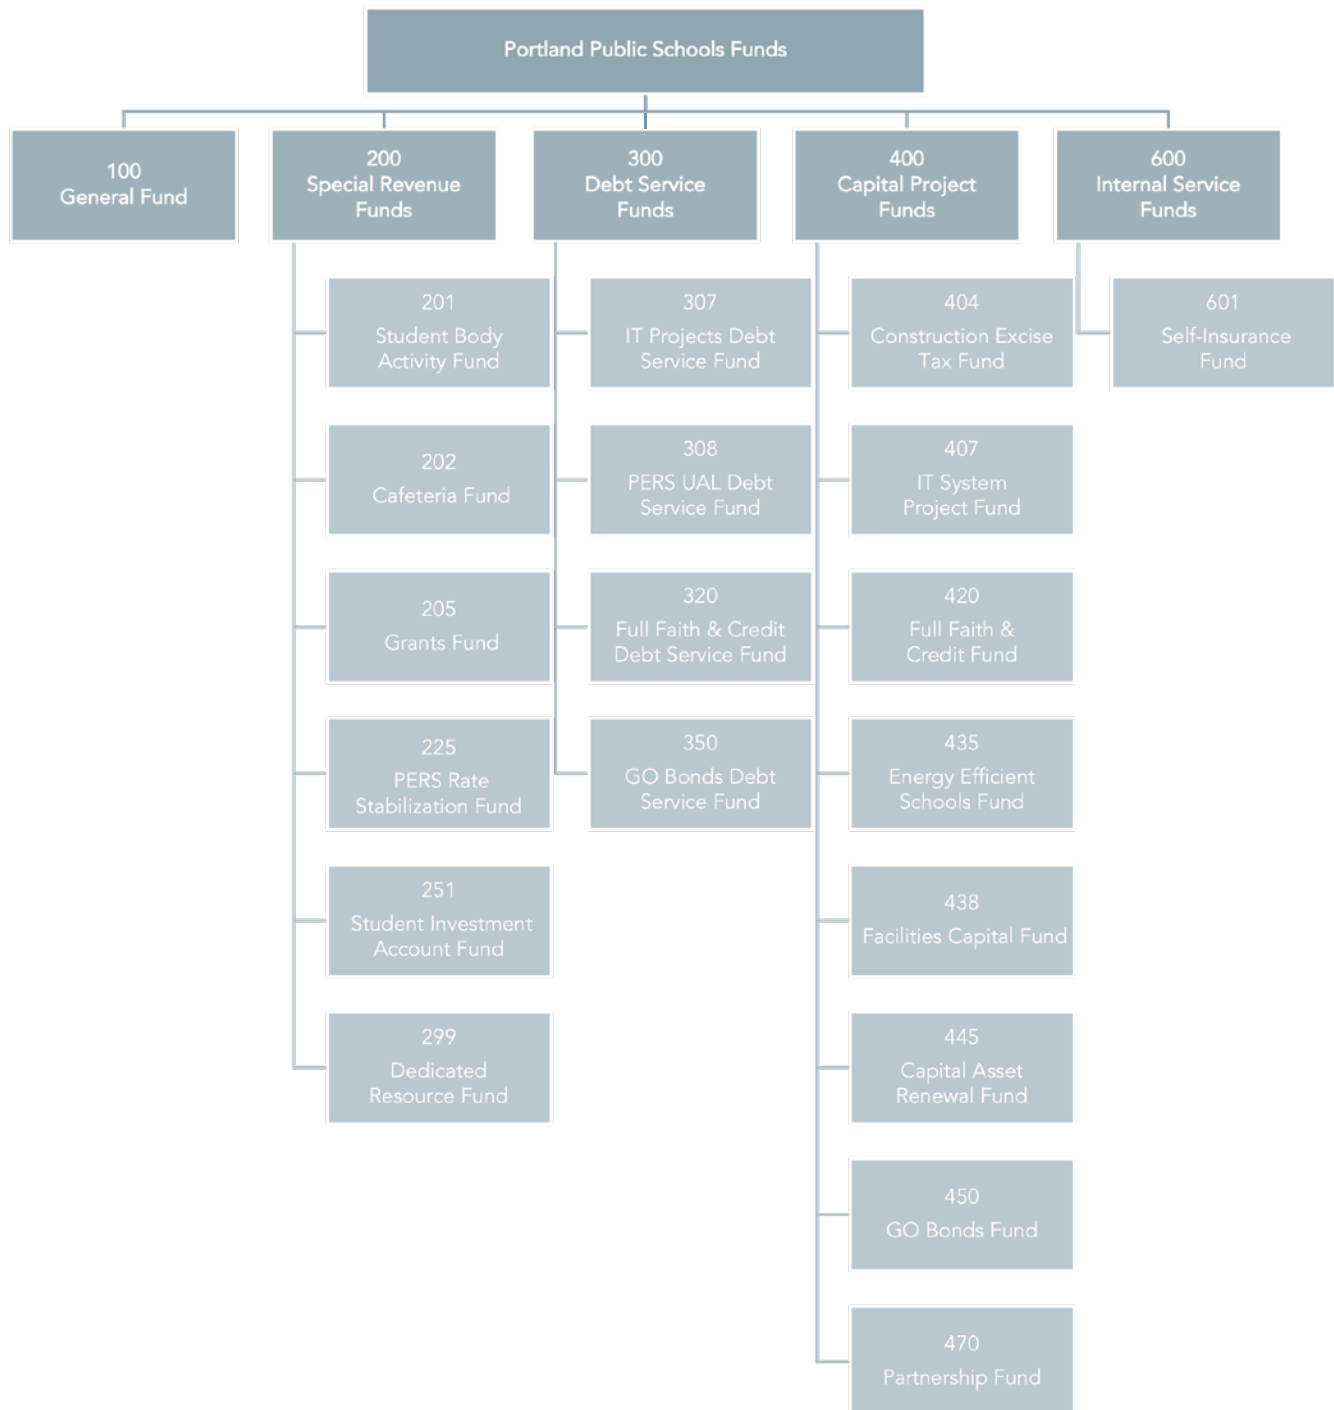 Portland Public Schools Funds
100
General Fund
200
Special Revenue
Funds
300
Debt Service
Funds
400
Capital Project
Funds
600
Internal Service
Funds
201
Student Body
Activity Fund
202
Cafeteria Fund
205
Grants Fund
225
PERS Rate
Stabilization Fund
251
Student Investment
Account Fund
299
Dedicated
Resource Fund
307
IT Projects Debt
Service Fund
308
PERS UAL Debt
Service Fund
320
Full Faith & Credit
Debt Service Fund
350
GO Bonds Debt
Service Fund
404
Construction Excise
Tax Fund
407
IT System
Project Fund
420
Full Faith &
Credit Fund
435
Energy Efficient
Schools Fund
438
Facilities Capital Fund
445
Capital Asset
Renewal Fund
450
GO Bonds Fund
470
Partnership Fund
601
Self-Insurance
Fund